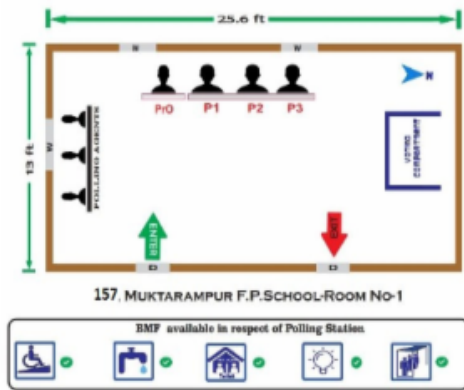 25.6 ft
W
W
N
PrO P1 P2 P3
W
13 ft
POLLING AGENTS
VOTING
COMPARTMENT
ENTER
EXIT
D
D
157. MUKTARAMPUR F.P.SCHOOL-ROOM NO-1
BMF available in respect of Polling Station